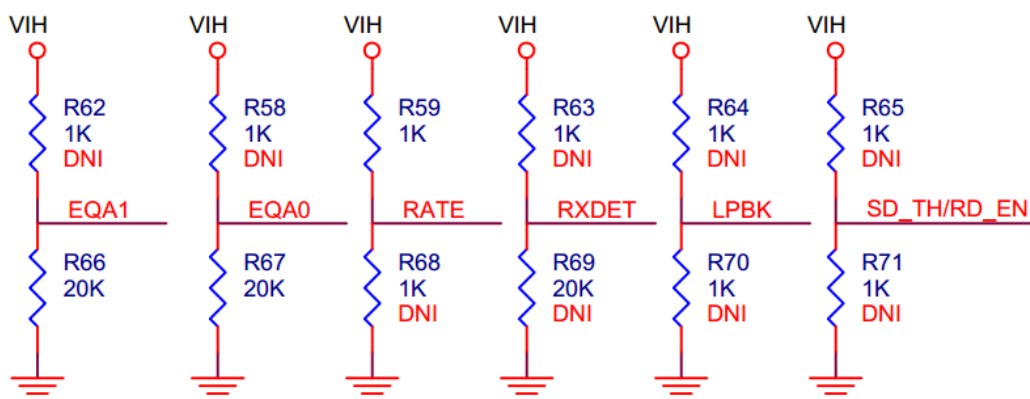 VIH VIH VIH VIH VIH VIH
R62 R58 R59 R63 R64 R65
1K 1K 1K 1K 1K 1K
DNI DNI DNI DNI DNI
EQA1 EQA0 RATE RXDET LPBK SD_TH/RD_EN
R66 R67 R68 R69 R70 R71
20K 20K 1K 20K 1K 1K
DNI DNI DNI DNI